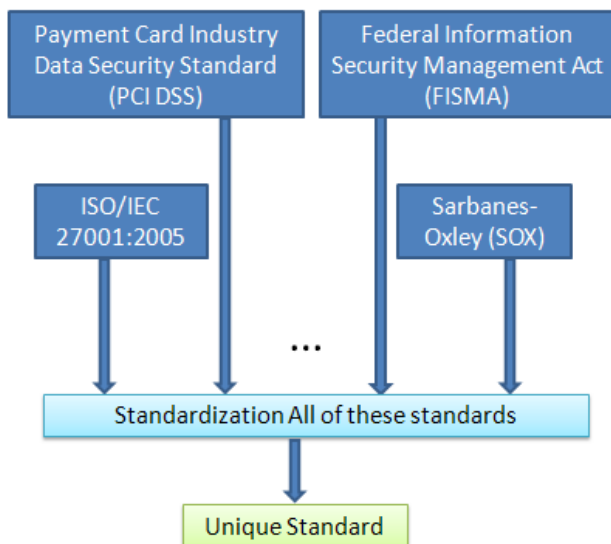 Payment Card Industry
Data Security Standard
(PCI DSS)
Federal Information
Security Management Act
(FISMA)
ISO/IEC
27001:2005
Sarbanes-
Oxley (SOX)
...
Standardization All of these standards
Unique Standard